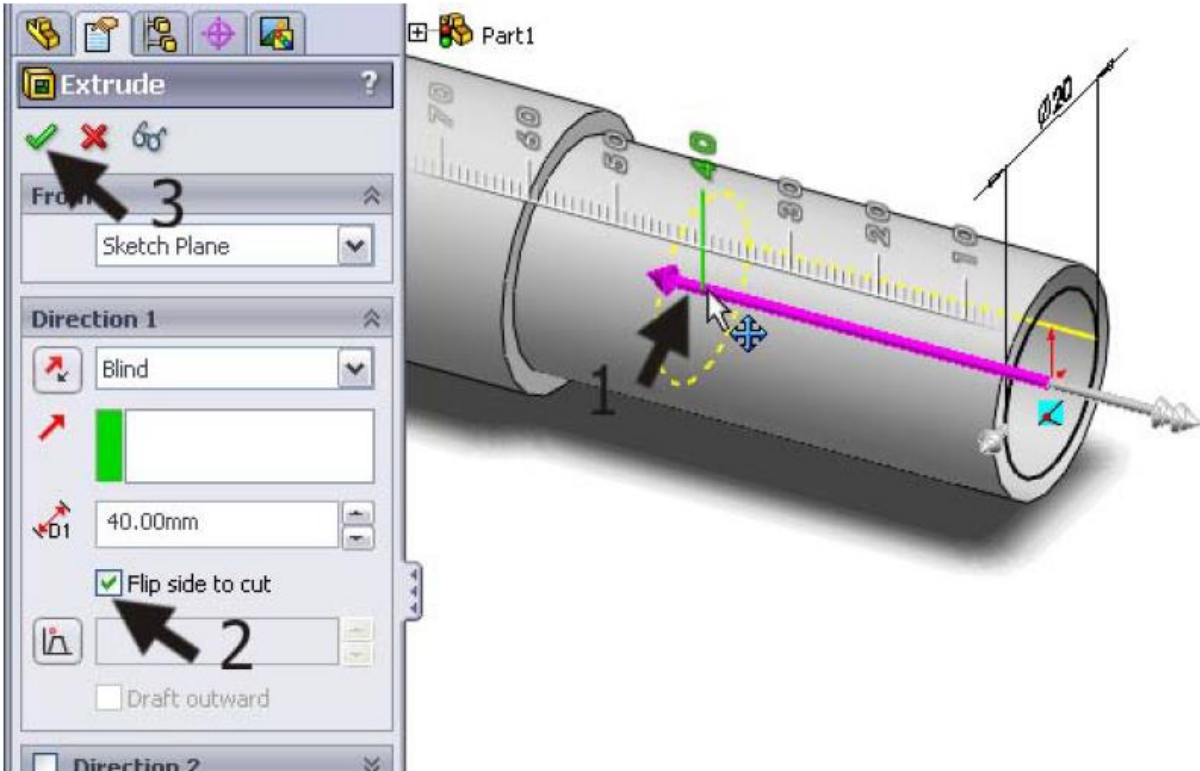 Part1
Extrude
?
3
From
Sketch Plane
Direction 1
Blind
D1
40.00mm
Flip side to cut
2
Draft outward
Direction 2
70
60
50
40
30
20
10
Ø20
1